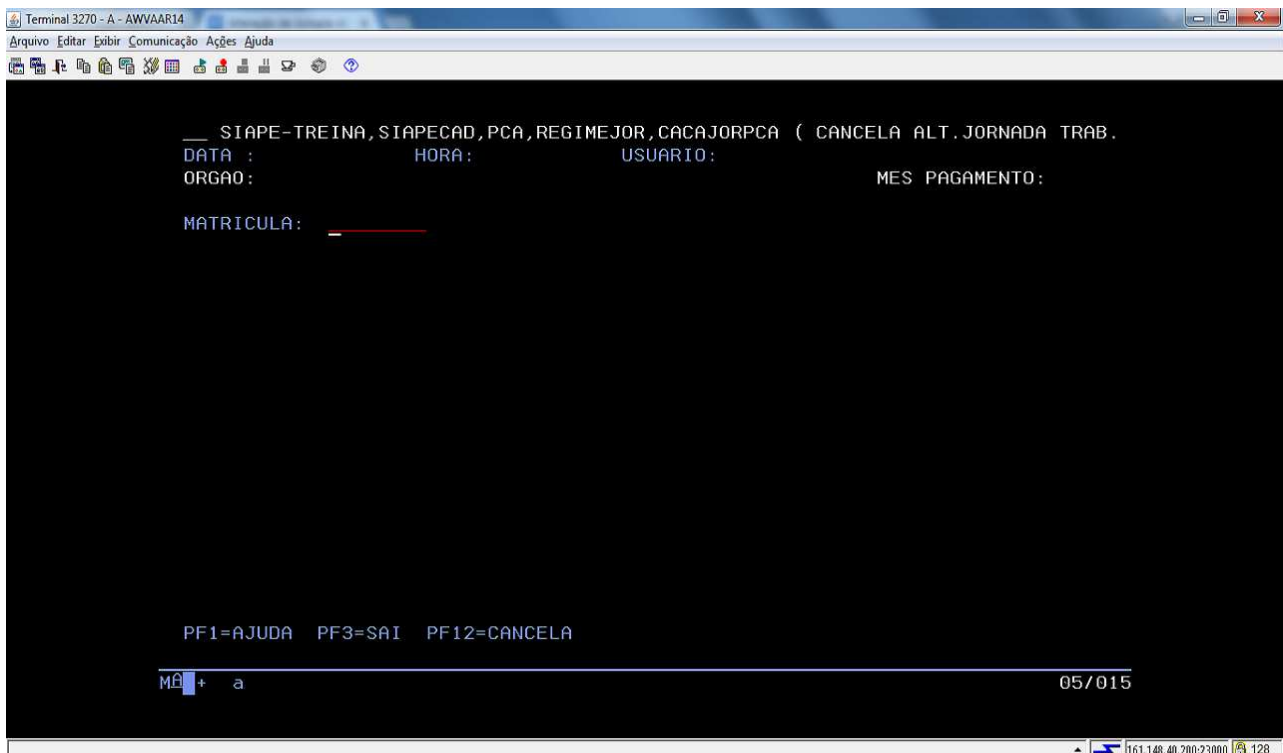 Terminal 3270 - A - AWVAAR14
Arquivo Editar Exibir Comunicação Ações Ajuda
__ SIAPE-TREINA,SIAPECAD,PCA,REGIMEJOR,CACAJORPCA ( CANCELA ALT.JORNADA TRAB.
DATA : HORA: USUARIO:
ORGAO: MES PAGAMENTO:
MATRICULA: _________
PF1=AJUDA PF3=SAI PF12=CANCELA
MA + a 05/015
161.148.40.200:23000 128